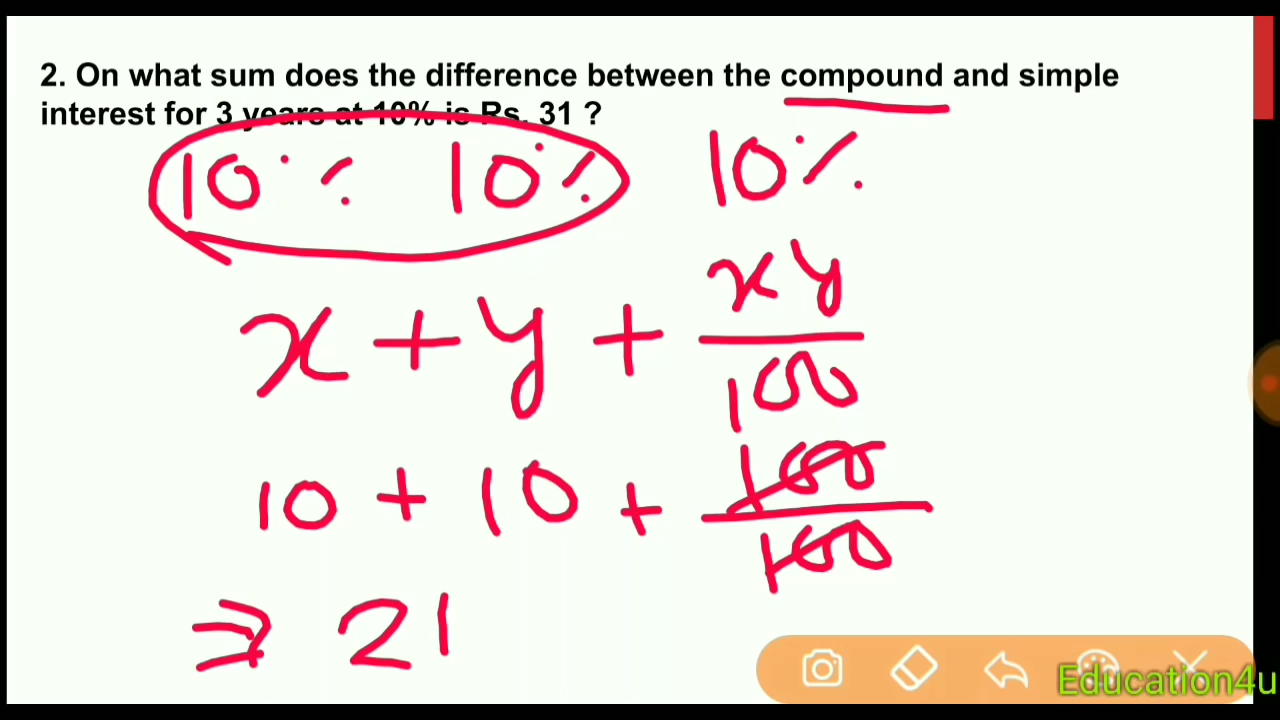 2. On what sum does the difference between the compound and simple
interest for 3 years at 10% is Rs. 31 ?
10% 10% 10%
x + y + xy/100
10 + 10 + 100/100
⇒ 21
Education4u